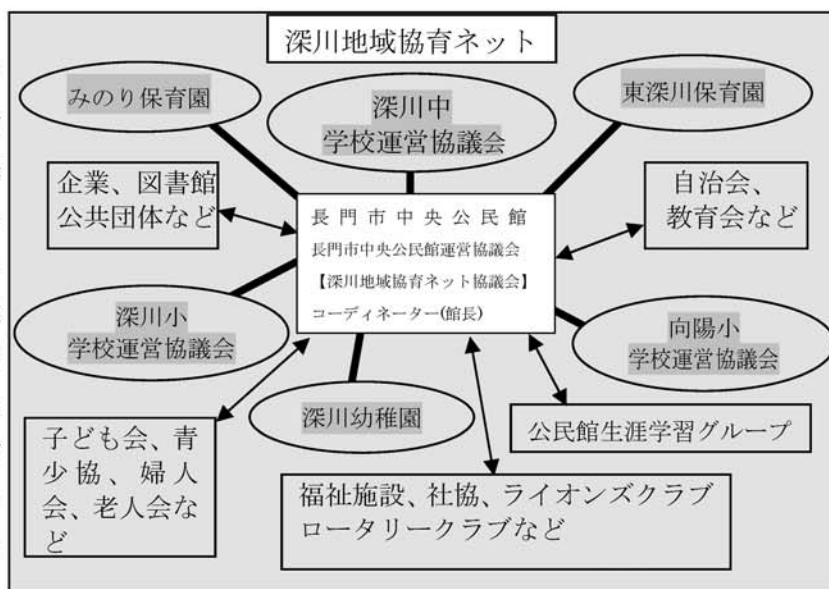 深川地域協育ネット
みのり保育園
深川中
学校運営協議会
東深川保育園
企業、図書館
公共団体など
長門市中央公民館
長門市中央公民館運営協議会
【深川地域協育ネット協議会】
コーディネーター(館長)
自治会、
教育会など
深川小
学校運営協議会
向陽小
学校運営協議会
深川幼稚園
公民館生涯学習グループ
子ども会、青
少協、婦人
会、老人会な
ど
福祉施設、社協、ライオンズクラブ
ロータリークラブなど